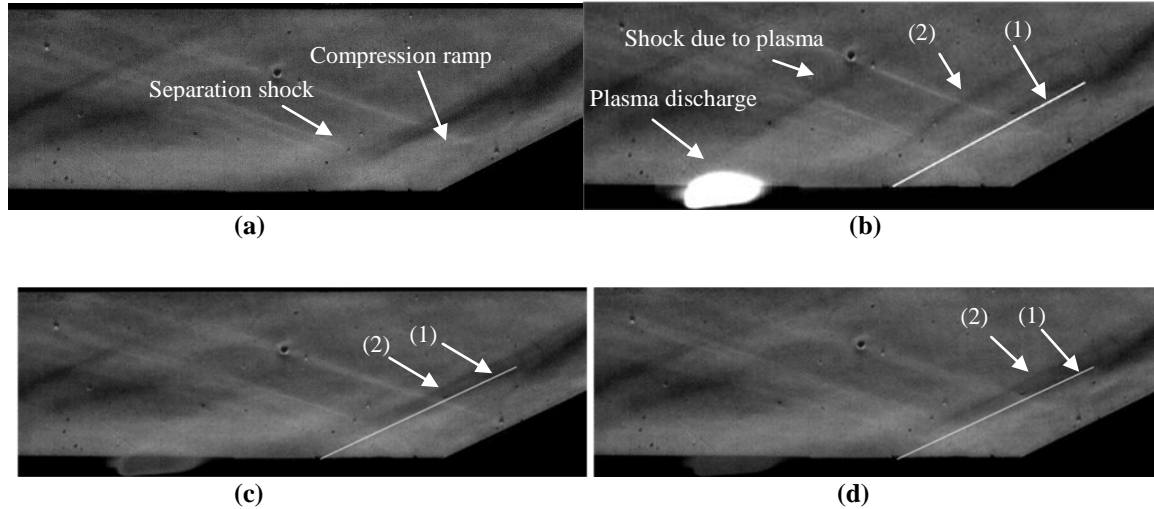 Compression ramp
Separation shock
(a)
Shock due to plasma
(2)
(1)
Plasma discharge
(b)
(2)
(1)
(c)
(2)
(1)
(d)